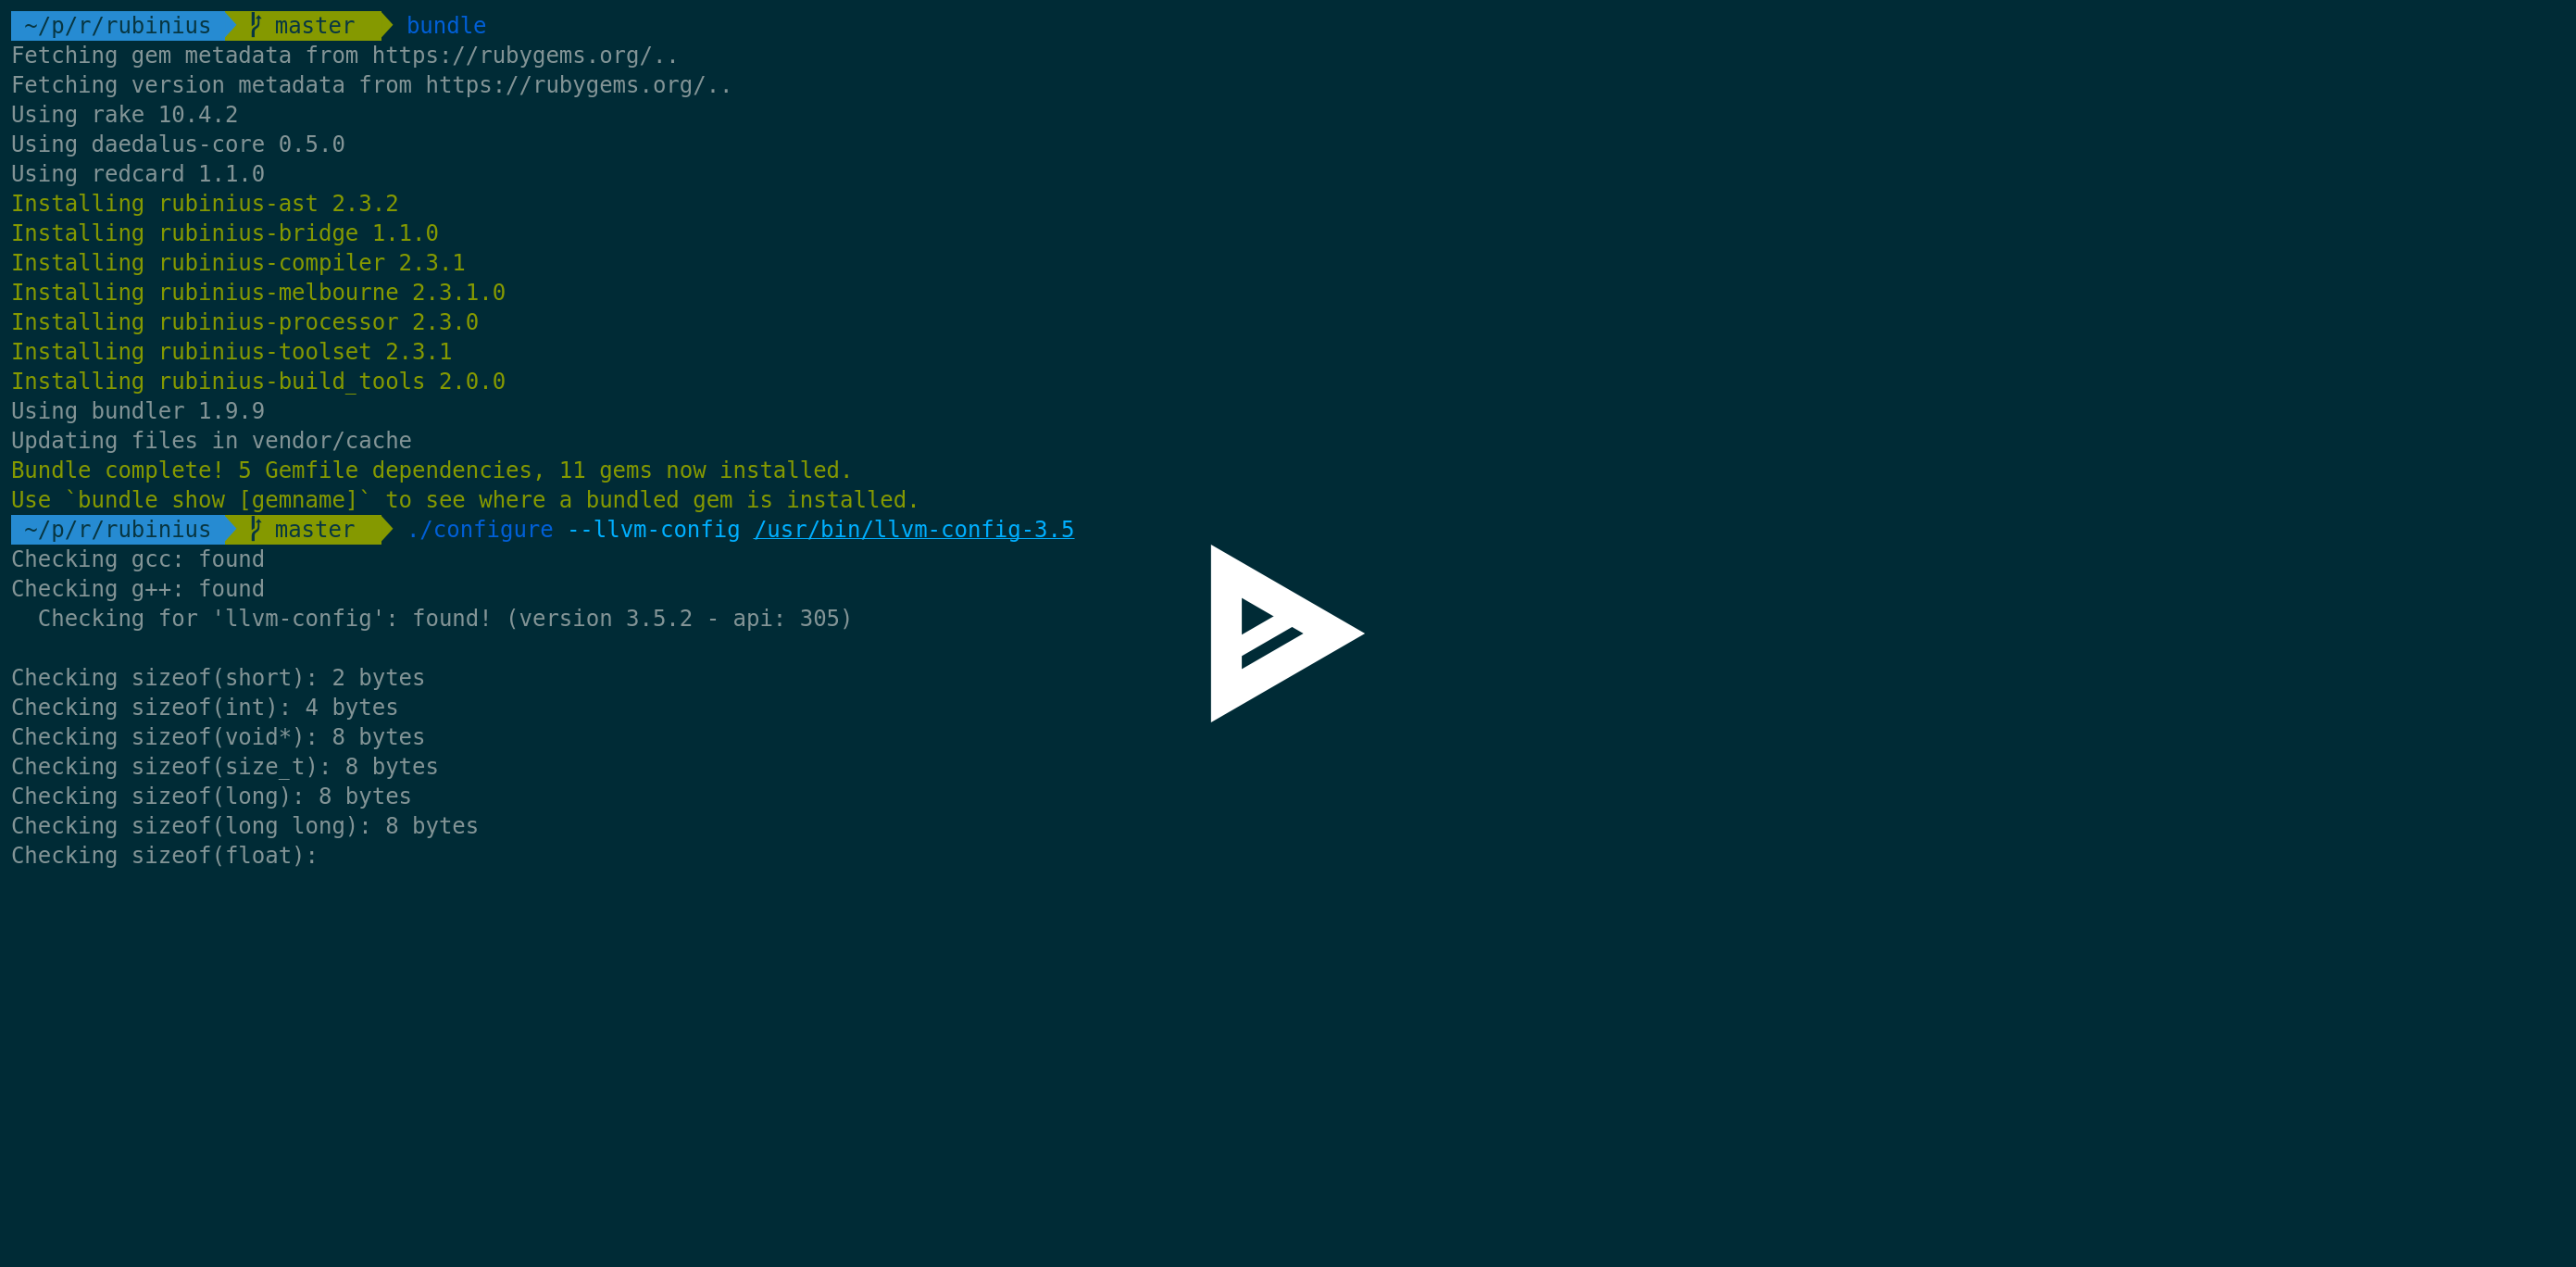 ~/p/r/rubinius master bundle
Fetching gem metadata from https://rubygems.org/..
Fetching version metadata from https://rubygems.org/..
Using rake 10.4.2
Using daedalus-core 0.5.0
Using redcard 1.1.0
Installing rubinius-ast 2.3.2
Installing rubinius-bridge 1.1.0
Installing rubinius-compiler 2.3.1
Installing rubinius-melbourne 2.3.1.0
Installing rubinius-processor 2.3.0
Installing rubinius-toolset 2.3.1
Installing rubinius-build_tools 2.0.0
Using bundler 1.9.9
Updating files in vendor/cache
Bundle complete! 5 Gemfile dependencies, 11 gems now installed.
Use `bundle show [gemname]` to see where a bundled gem is installed.
~/p/r/rubinius master ./configure --llvm-config /usr/bin/llvm-config-3.5
Checking gcc: found
Checking g++: found
  Checking for 'llvm-config': found! (version 3.5.2 - api: 305)
Checking sizeof(short): 2 bytes
Checking sizeof(int): 4 bytes
Checking sizeof(void*): 8 bytes
Checking sizeof(size_t): 8 bytes
Checking sizeof(long): 8 bytes
Checking sizeof(long long): 8 bytes
Checking sizeof(float):